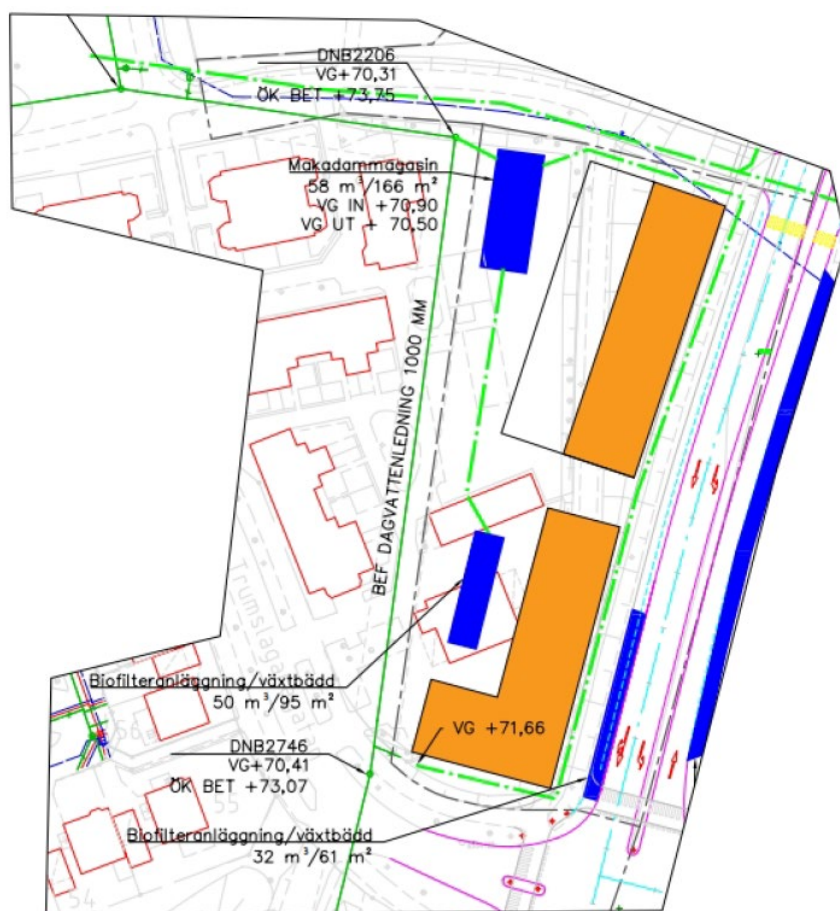 DNB2206
VG+70,31
ÖK BET +73,75
Makadammagasin
58 m³/166 m²
VG IN +70,90
VG UT + 70,50
BEF DAGVATTENLEDNING 1000 MM
Biofilteranläggning/växtbädd
50 m³/95 m²
VG +71,66
DNB2746
VG+70,41
ÖK BET +73,07
55
Biofilteranläggning/växtbädd
32 m³/61 m²
54